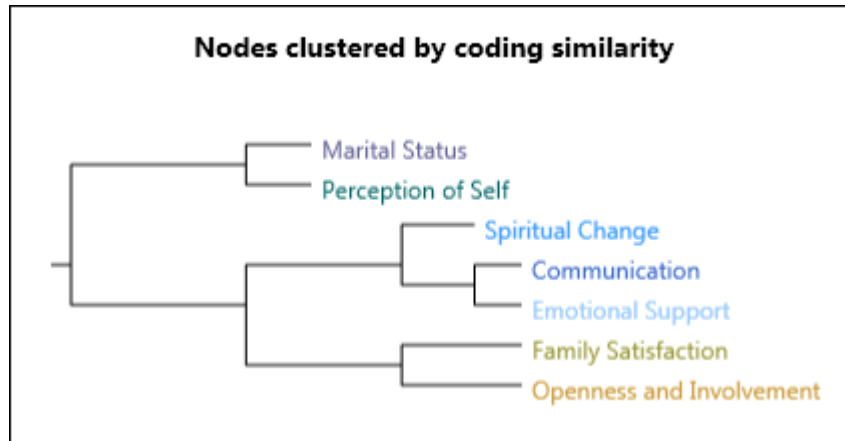 Nodes clustered by coding similarity
Marital Status
Perception of Self
Spiritual Change
Communication
Emotional Support
Family Satisfaction
Openness and Involvement